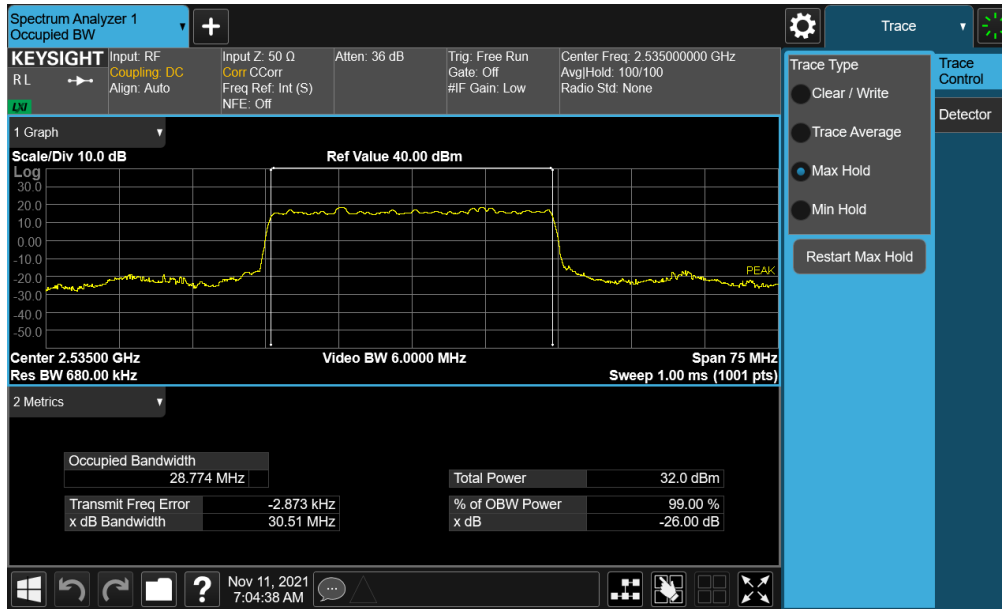 Spectrum Analyzer 1
Occupied BW
+
Trace
KEYSIGHT
R L
LXI
Input: RF
Coupling: DC
Align: Auto
Input Z: 50 Ω
Corr CCorr
Freq Ref: Int (S)
NFE: Off
Atten: 36 dB
Trig: Free Run
Gate: Off
#IF Gain: Low
Center Freq: 2.535000000 GHz
Avg|Hold: 100/100
Radio Std: None
Trace Type
Clear / Write
Trace Average
Max Hold
Min Hold
Restart Max Hold
Trace
Control
Detector
1 Graph
Scale/Div 10.0 dB
Ref Value 40.00 dBm
Log
30.0
20.0
10.0
0.00
-10.0
-20.0
-30.0
-40.0
-50.0
PEAK
Center 2.53500 GHz
Video BW 6.0000 MHz
Span 75 MHz
Res BW 680.00 kHz
Sweep 1.00 ms (1001 pts)
2 Metrics
Occupied Bandwidth
28.774 MHz
Total Power 32.0 dBm
Transmit Freq Error -2.873 kHz
% of OBW Power 99.00 %
x dB Bandwidth 30.51 MHz
x dB -26.00 dB
?
Nov 11, 2021
7:04:38 AM